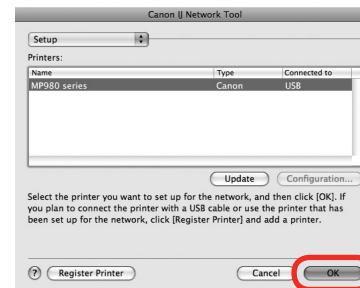 Canon IJ Network Tool
Setup
Printers:
Name Type Connected to
MP980 series Canon USB
Update Configuration...
Select the printer you want to set up for the network, and then click [OK]. If
you plan to connect the printer with a USB cable or use the printer that has
been set up for the network, click [Register Printer] and add a printer.
? Register Printer Cancel OK